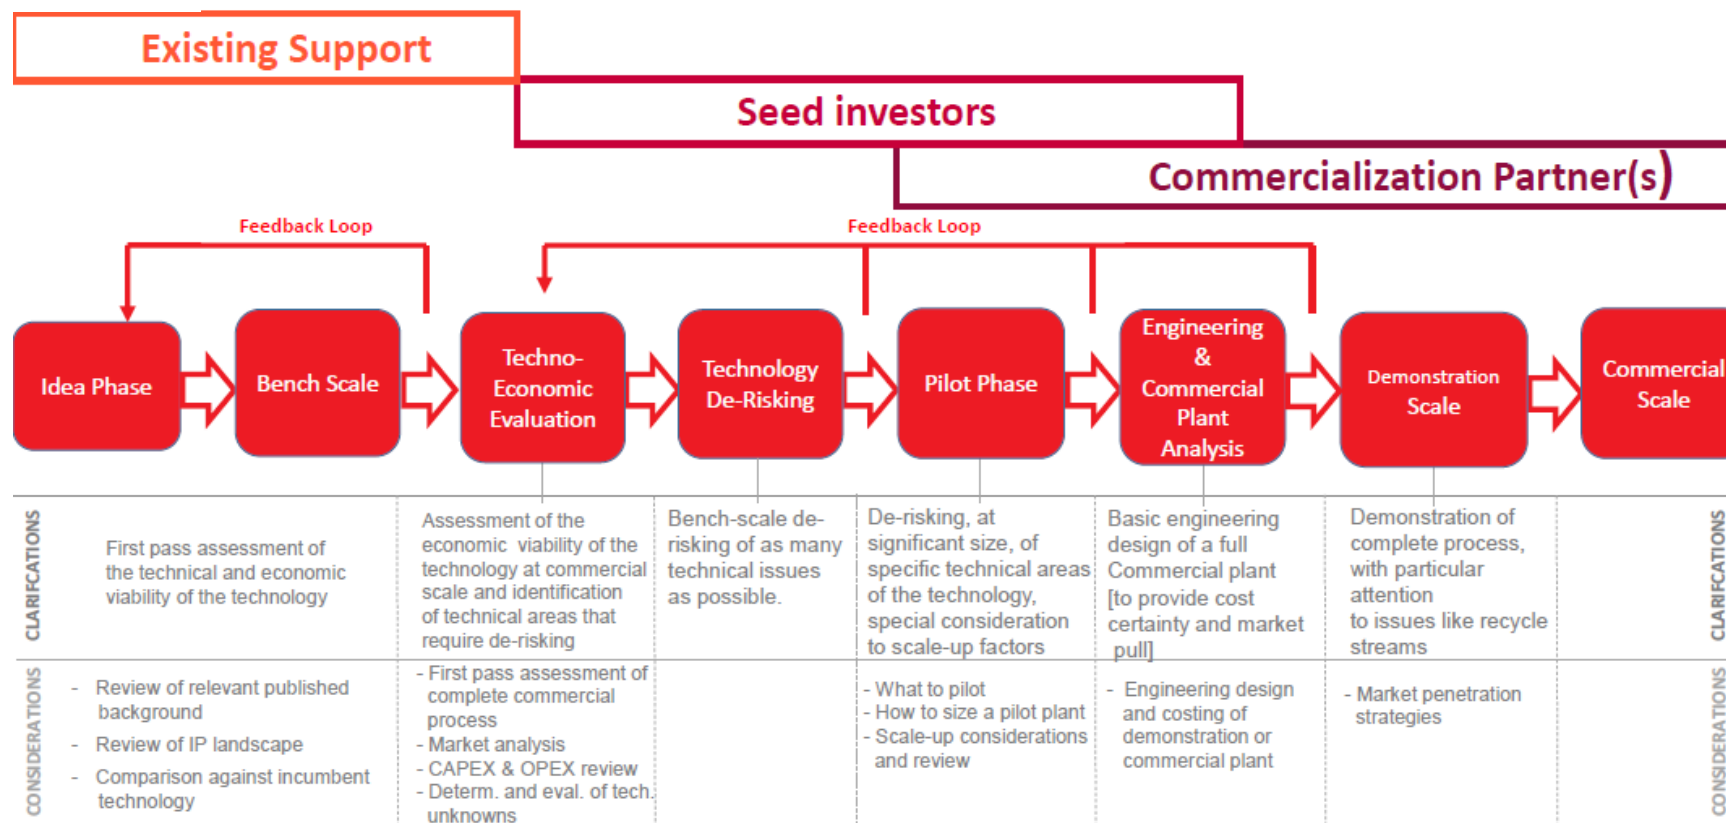 Existing Support
Seed investors
Commercialization Partner(s)
Feedback Loop
Feedback Loop
Idea Phase
Bench Scale
Techno-
Economic
Evaluation
Technology
De-Risking
Pilot Phase
Engineering
&
Commercial
Plant
Analysis
Demonstration
Scale
Commercial
Scale
CLARIFCATIONS
First pass assessment of
the technical and economic
viability of the technology
Assessment of the
economic viability of the
technology at commercial
scale and identification
of technical areas that
require de-risking
Bench-scale de-
risking of as many
technical issues
as possible.
De-risking, at
significant size, of
specific technical areas
of the technology,
special consideration
to scale-up factors
Basic engineering
design of a full
Commercial plant
[to provide cost
certainty and market
pull]
Demonstration of
complete process,
with particular
attention
to issues like recycle
streams
CLARIFCATIONS
CONSIDERATIONS
- Review of relevant published
background
- Review of IP landscape
- Comparison against incumbent
technology
- First pass assessment of
complete commercial
process
- Market analysis
- CAPEX & OPEX review
- Determ. and eval. of tech.
unknowns
- What to pilot
- How to size a pilot plant
- Scale-up considerations
and review
- Engineering design
and costing of
demonstration or
commercial plant
- Market penetration
strategies
CONSIDERATIONS